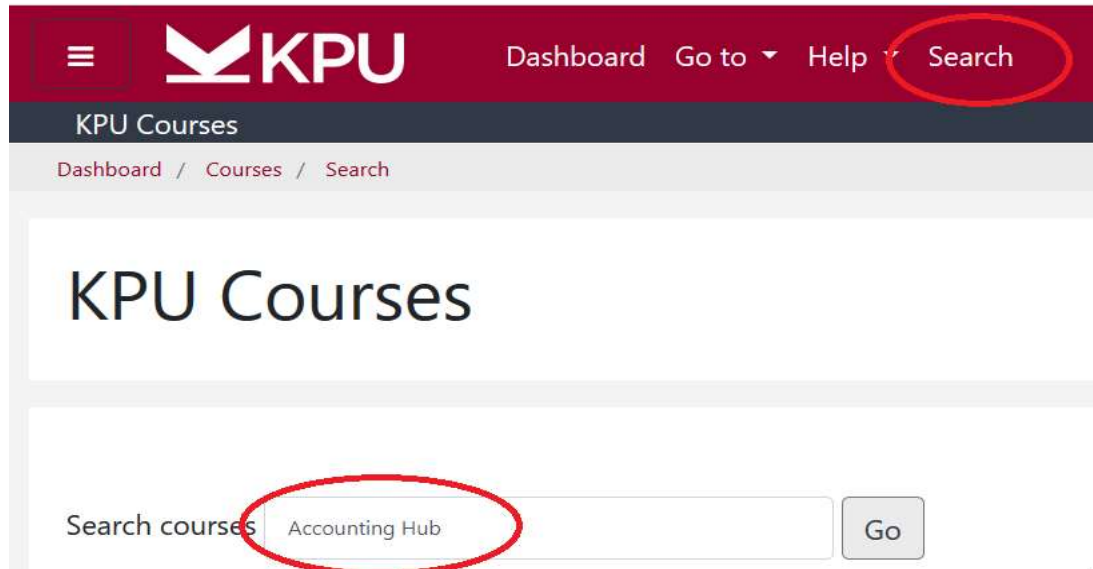 KPU Dashboard Go to Help Search
KPU Courses
Dashboard / Courses / Search
KPU Courses
Search courses Accounting Hub Go